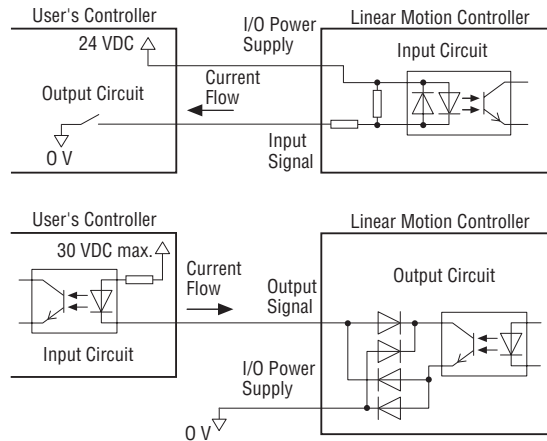 User's Controller
I/O Power
Supply
Linear Motion Controller
24 VDC
Input Circuit
Current
Flow
Output Circuit
0 V
Input
Signal
User's Controller
Linear Motion Controller
30 VDC max.
Current
Flow
Output
Signal
Output Circuit
Input Circuit
I/O Power
Supply
0 V